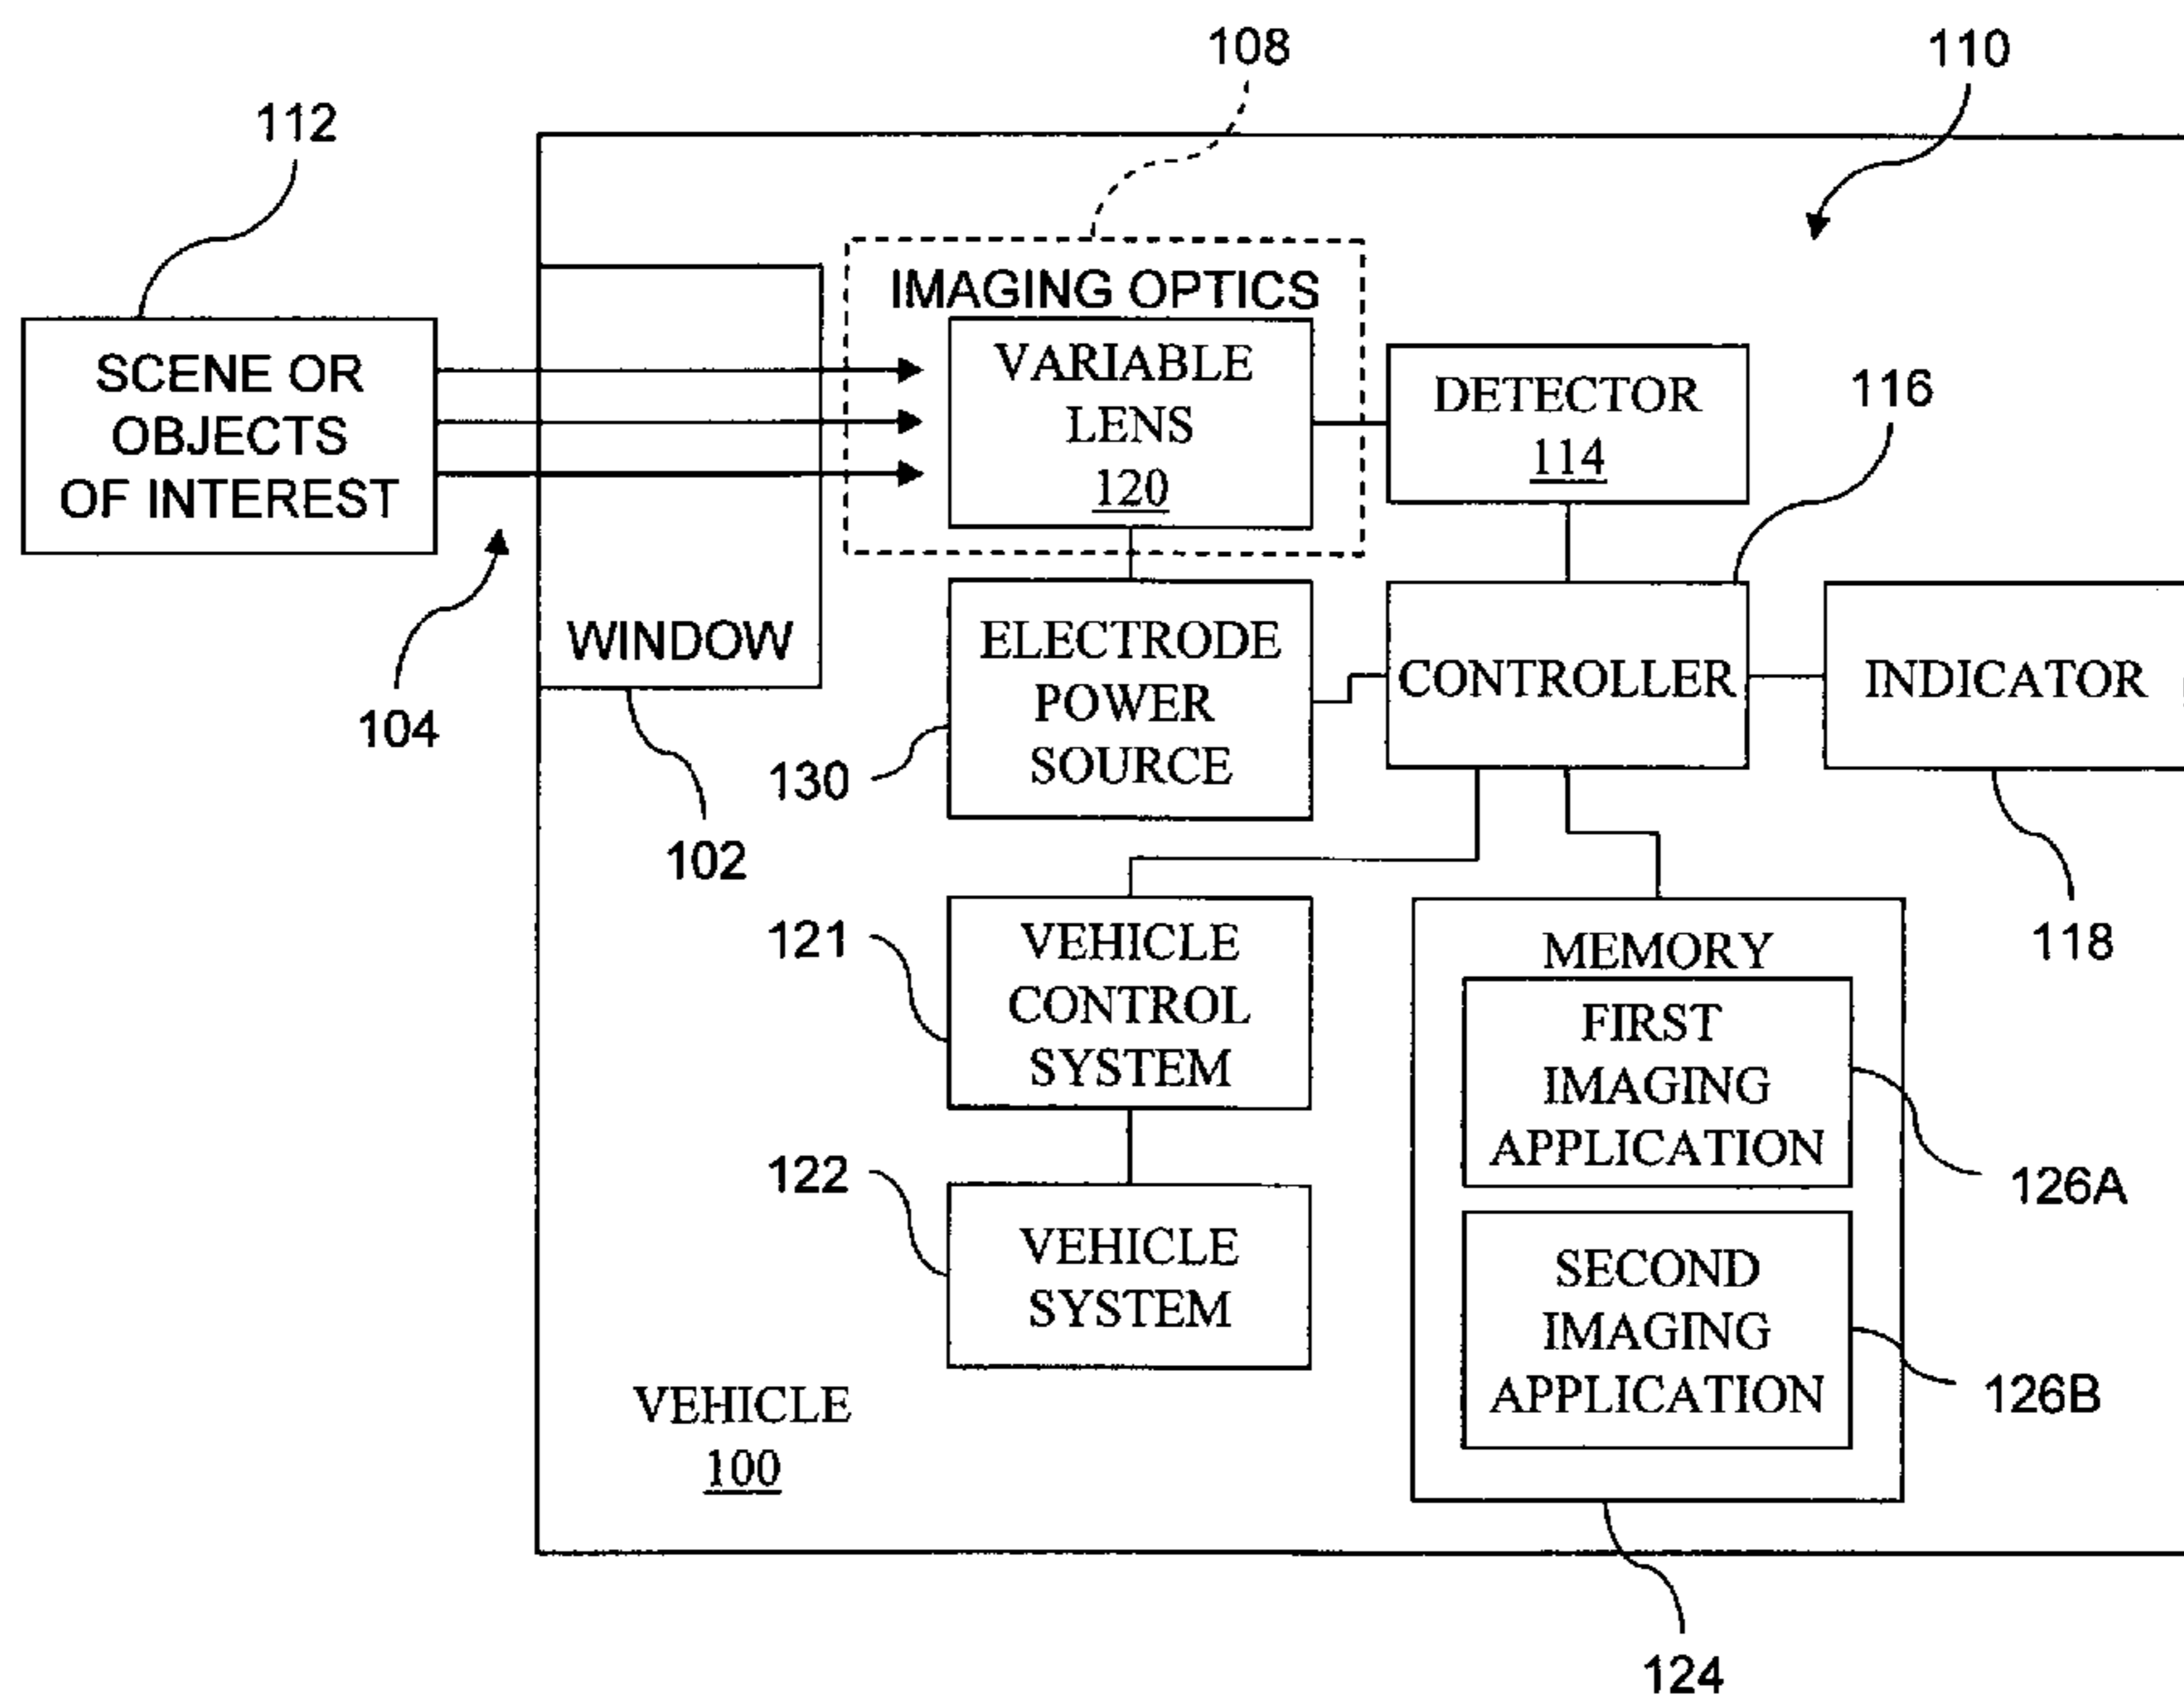 108
110
112
IMAGING OPTICS
SCENE OR
OBJECTS
OF INTEREST
VARIABLE
LENS
120
DETECTOR
114
116
104
WINDOW
102
ELECTRODE
POWER
SOURCE
130
CONTROLLER
INDICATOR
118
121
VEHICLE
CONTROL
SYSTEM
122
VEHICLE
SYSTEM
MEMORY
FIRST
IMAGING
APPLICATION
126A
SECOND
IMAGING
APPLICATION
126B
VEHICLE
100
124